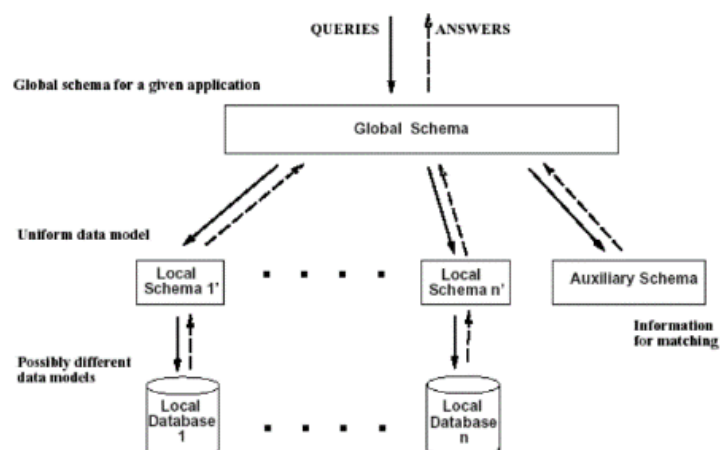 QUERIES
ANSWERS
Global schema for a given application
Global Schema
Uniform data model
Local
Schema 1'
Local
Schema n'
Auxiliary Schema
Information
for matching
Possibly different
data models
Local
Database
1
Local
Database
n